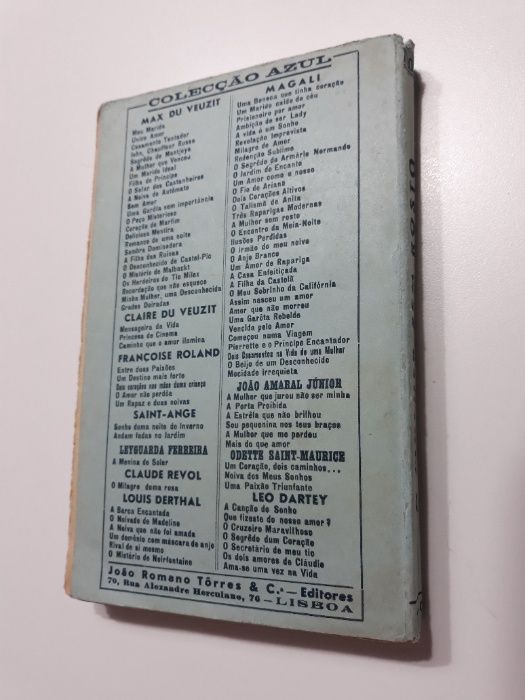 COLECÇÃO AZUL
MAX DU VEUZIT
Meu Marido
Único Amor
Casamento Tentador
John, Chauffeur Russo
Segrêdo de Montjoya
A Mulher que Venceu
Um Marido Ideal
Filha de Príncipe
O Solar dos Castanheiros
A Noiva do Autómato
Sem Amor
Uma Garôta sem importância
O Poço Misterioso
Coração de Marfim
Deliciosa Mentira
Romance de uma noite
Sandra Dominadora
A Filha das Ruínas
O Desconhecido de Castel-Pic
O Mistério de Malbackt
Os Herdeiros do Tio Milex
Recordação que não esquece
Minha Mulher, uma Desconhecida
Grades Doiradas
CLAIRE DU VEUZIT
Mensageira da Vida
Princesa de Cinema
Caminho que o amor ilumina
FRANÇOISE ROLAND
Entre duas Paixões
Um Destino mais forte
Dois corações nas mãos duma criança
O Amor não perdôa
Um Rapaz e duas noivas
SAINT-ANGE
Sonho duma noite de Inverno
Andam fadas no Jardim
LEYGUARDA FERREIRA
A Menina do Solar
CLAUDE REVOL
O Milagre duma rosa
LOUIS DERTHAL
A Barca Encantada
O Noivado de Madeline
A Noiva que não foi amada
Um demónio com máscara de anjo
Rival de si mesmo
O Mistério de Noirfontaine
MAGALI
Uma Boneca que tinha coração
Um Marido caído do céu
Prisioneiro por amor
Ambição de ser Lady
A vida é um Sonho
Revelação Imprevista
Milagre de Amor
Redenção Sublime
O Segrêdo do Armário Normando
O Jardim do Encanto
Um Amor como o nosso
O Fio de Ariana
Dois Corações Altivos
O Talismã de Anita
Três Raparigas Modernas
A Mulher sem rosto
O Encontro da Meia-Noite
Ilusões Perdidas
O irmão do meu noivo
O Anjo Branco
Um Amor de Rapariga
A Casa Enfeitiçada
A Filha da Castelã
O Meu Sobrinho da Califórnia
Assim nasceu um amor
Amor que não morreu
Uma Garôta Rebelde
Vencida pelo Amor
Começou numa Viagem
Pierrette e o Príncipe Encantador
Dois Casamentos na Vida de uma Mulher
O Beijo de um Desconhecido
Mocidade irrequieta
JOÃO AMARAL JÚNIOR
A Mulher que jurou não ser minha
A Porta Proibida
A Estrêla que não brilhou
Sou pequenina nos teus braços
A Mulher que me perdeu
Mais do que amor
ODETTE SAINT-MAURICE
Um Coração, dois caminhos...
Noiva dos Meus Sonhos
Uma Paixão Triunfante
LEO DARTEY
A Canção do Sonho
Que fizeste do nosso amor?
O Cruzeiro Maravilhoso
O Segrêdo dum Coração
O Secretário de meu tio
Os dois amores de Cláudia
Ama-se uma vez na Vida
João Romano Tôrres & C.ª — Editores
70, Rua Alexandre Herculano, 76 — LISBOA
ROSTO